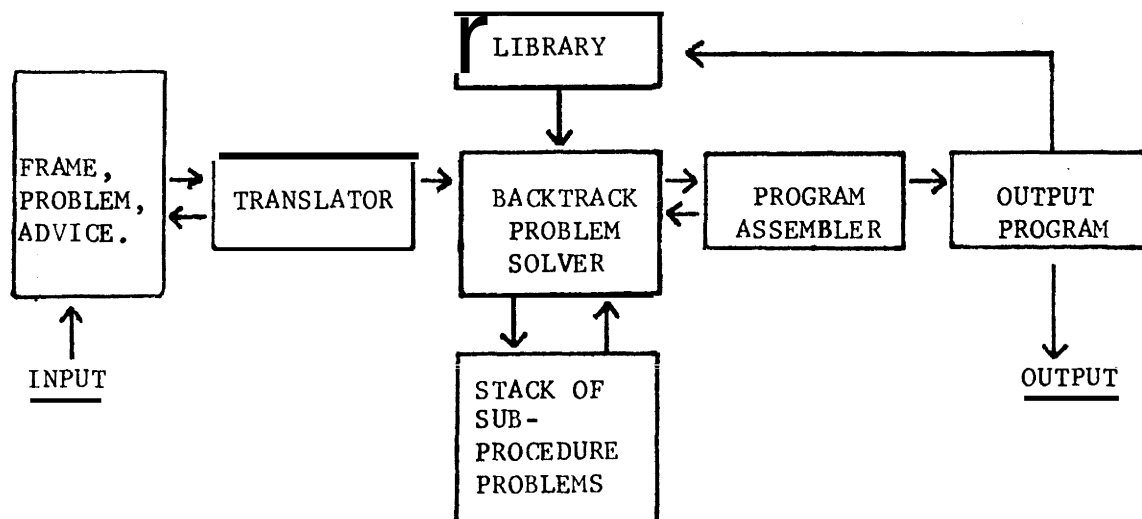 LIBRARY
FRAME,
PROBLEM,
ADVICE.
TRANSLATOR
BACKTRACK
PROBLEM
SOLVER
PROGRAM
ASSEMBLER
OUTPUT
PROGRAM
INPUT
STACK OF
SUB-
PROCEDURE
PROBLEMS
OUTPUT